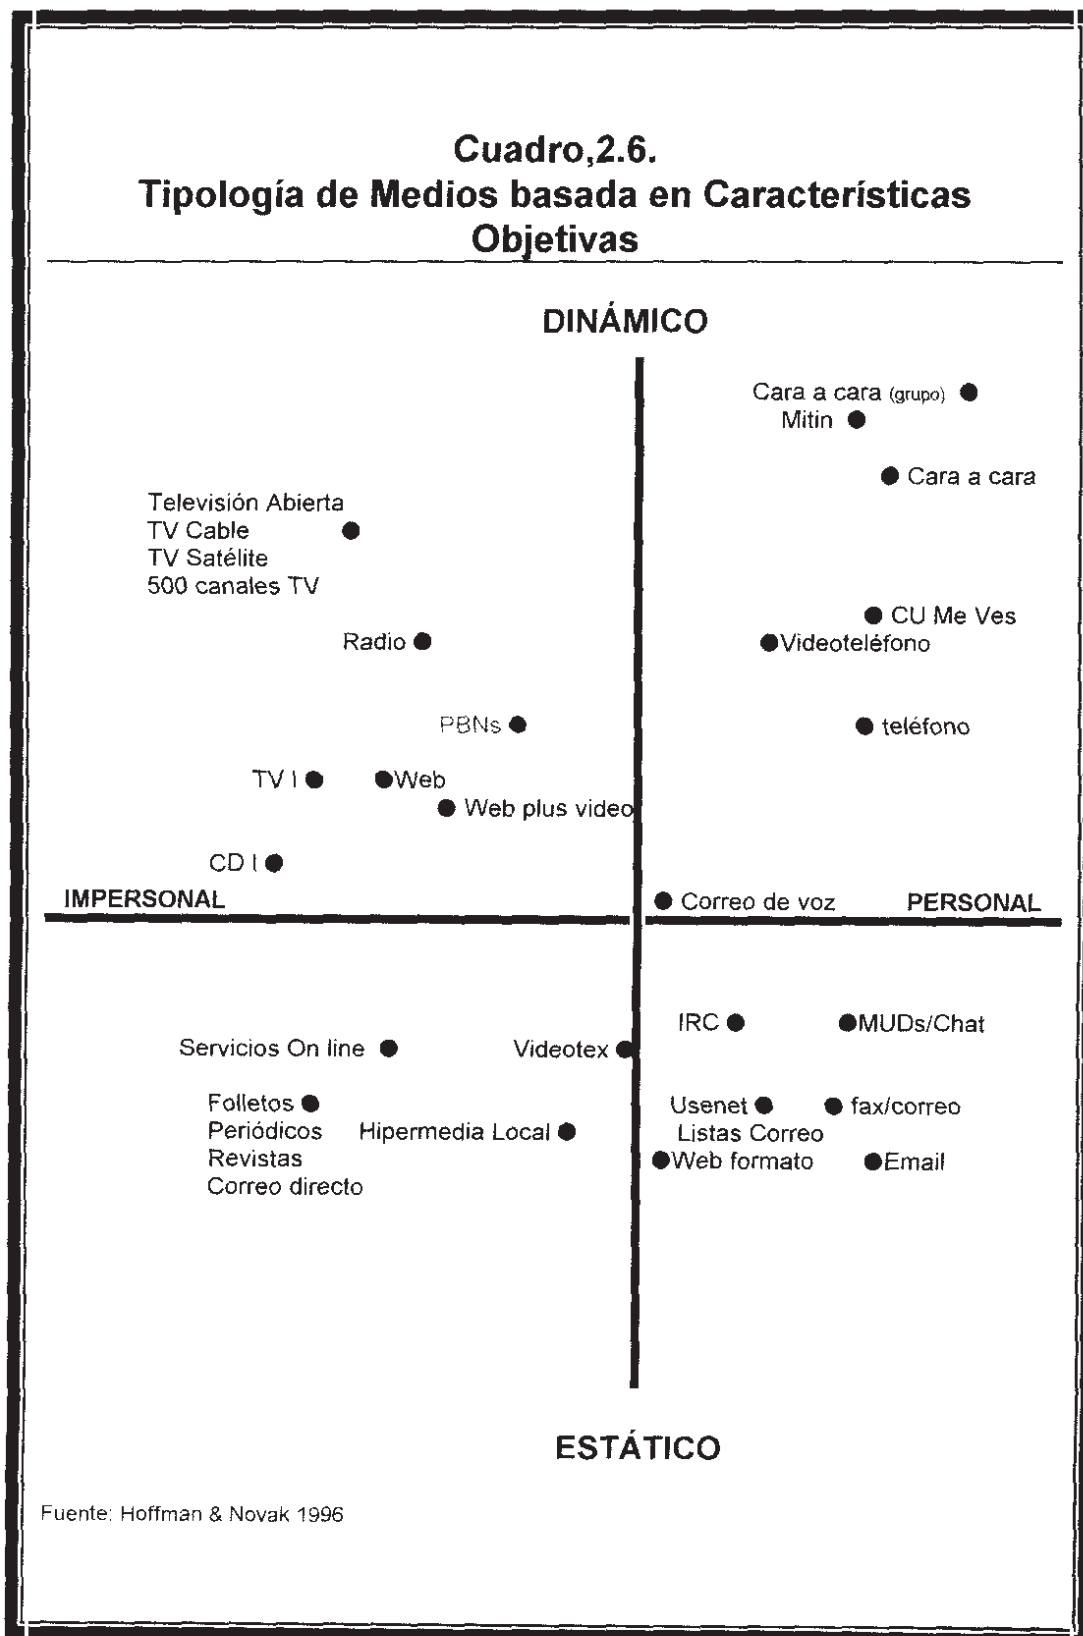 Cuadro,2.6.
Tipología de Medios basada en Características
Objetivas
DINÁMICO
Cara a cara (grupo)
Mitin
Cara a cara
Televisión Abierta
TV Cable
TV Satélite
500 canales TV
CU Me Ves
Radio
Videoteléfono
PBNs
teléfono
TV I
Web
Web plus video
CD I
IMPERSONAL
Correo de voz
PERSONAL
IRC
MUDs/Chat
Servicios On line
Videotex
Folletos
Periódicos
Revistas
Correo directo
Hipermedia Local
Usenet
fax/correo
Listas Correo
Web formato
Email
ESTÁTICO
Fuente: Hoffman & Novak 1996